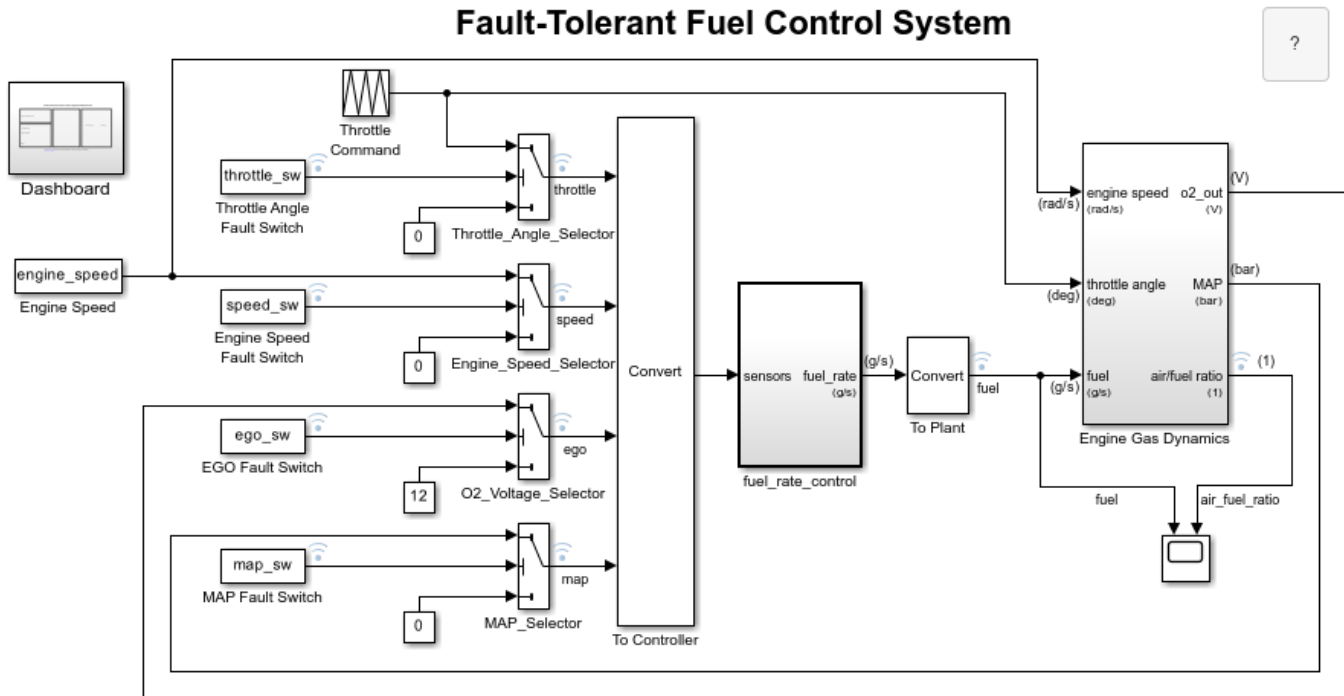 Fault-Tolerant Fuel Control System
?
Dashboard
Throttle
Command
throttle_sw
Throttle Angle
Fault Switch
0
throttle
Throttle_Angle_Selector
engine_speed
Engine Speed
speed_sw
Engine Speed
Fault Switch
0
speed
Engine_Speed_Selector
ego_sw
EGO Fault Switch
12
ego
O2_Voltage_Selector
map_sw
MAP Fault Switch
0
map
MAP_Selector
Convert
To Controller
sensors fuel_rate
(g/s)
fuel_rate_control
(g/s)
Convert
To Plant
fuel
(rad/s)
(deg)
(g/s)
engine speed o2_out
(rad/s) (V)
throttle angle MAP
(deg) (bar)
fuel air/fuel ratio
(g/s) (1)
Engine Gas Dynamics
(V)
(bar)
(1)
fuel
air_fuel_ratio